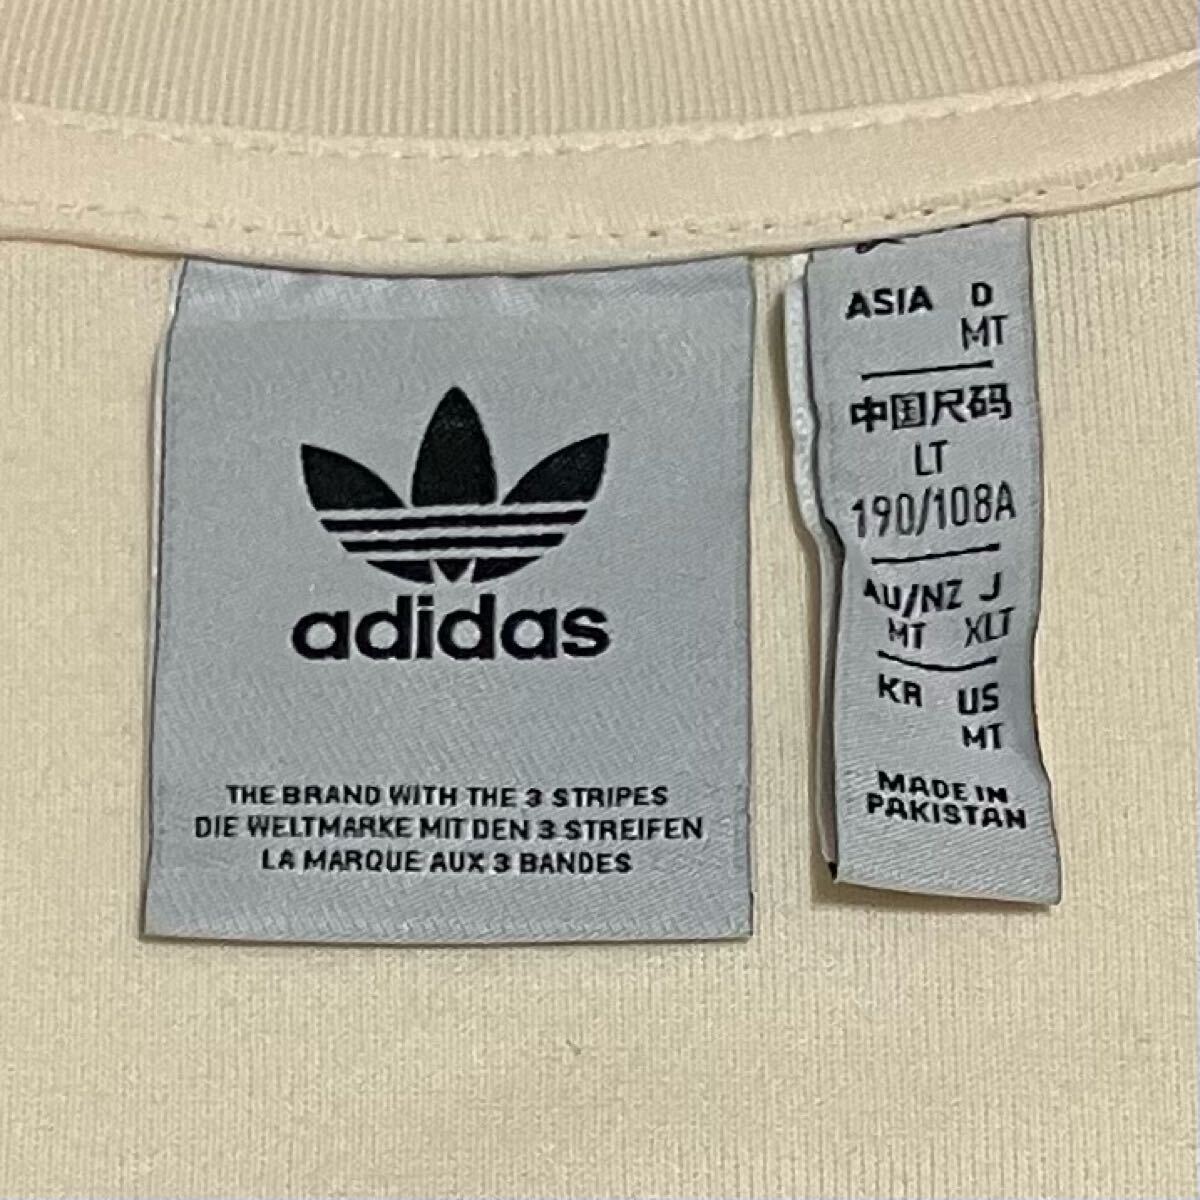 adidas
THE BRAND WITH THE 3 STRIPES
DIE WELTMARKE MIT DEN 3 STREIFEN
LA MARQUE AUX 3 BANDES
ASIA D
MT
中国尺码
LT
190/108A
AU/NZ J
MT XLT
KR US
MT
MADE IN
PAKISTAN